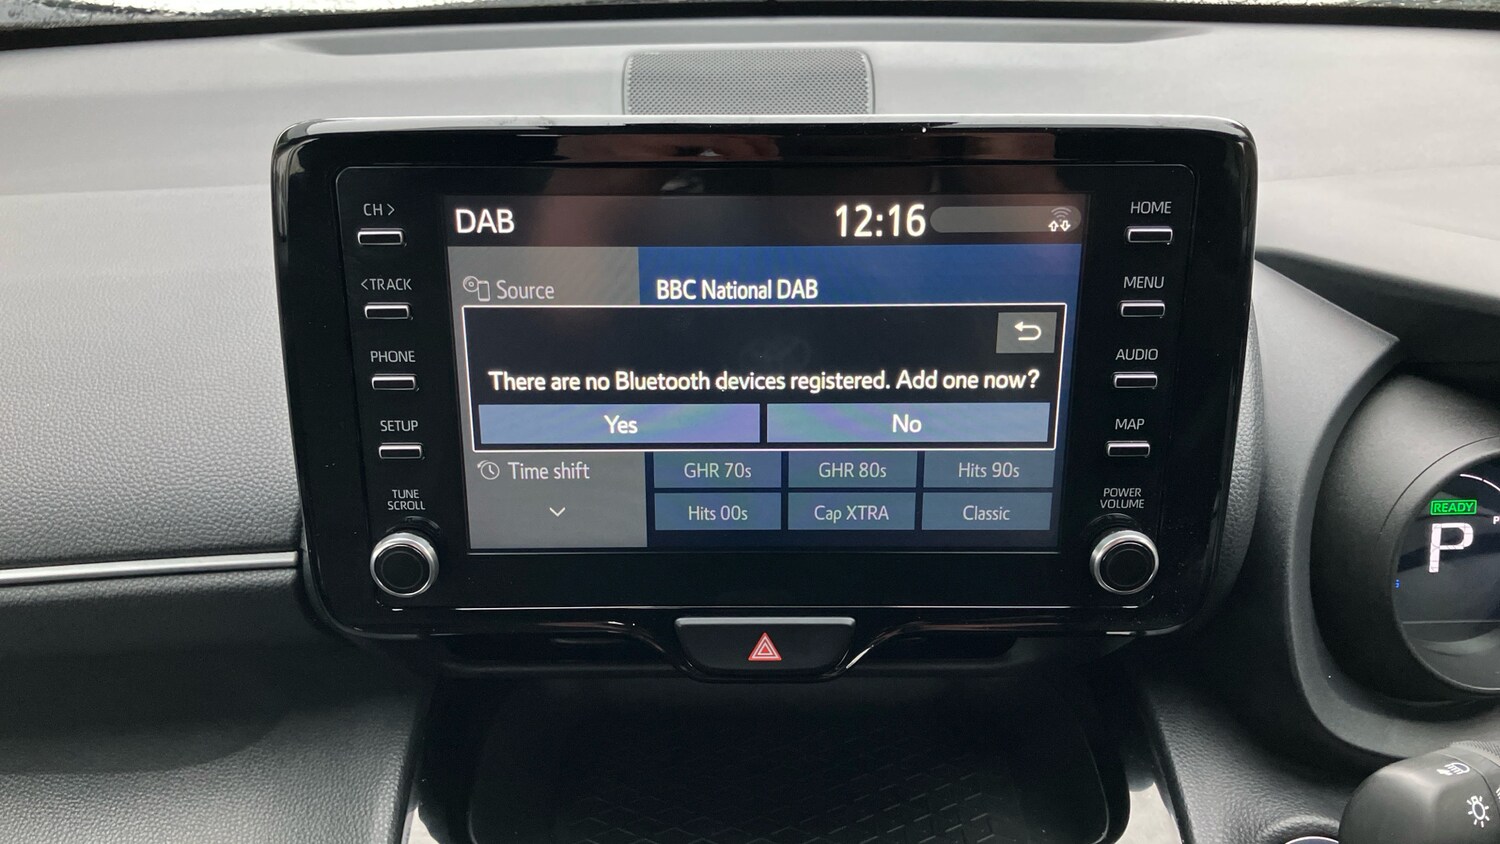 CH >
<TRACK
PHONE
SETUP
TUNE
SCROLL
DAB
12:16
Source
BBC National DAB
There are no Bluetooth devices registered. Add one now?
Yes
No
Time shift
GHR 70s
GHR 80s
Hits 90s
Hits 00s
Cap XTRA
Classic
HOME
MENU
AUDIO
MAP
POWER
VOLUME
READY
P